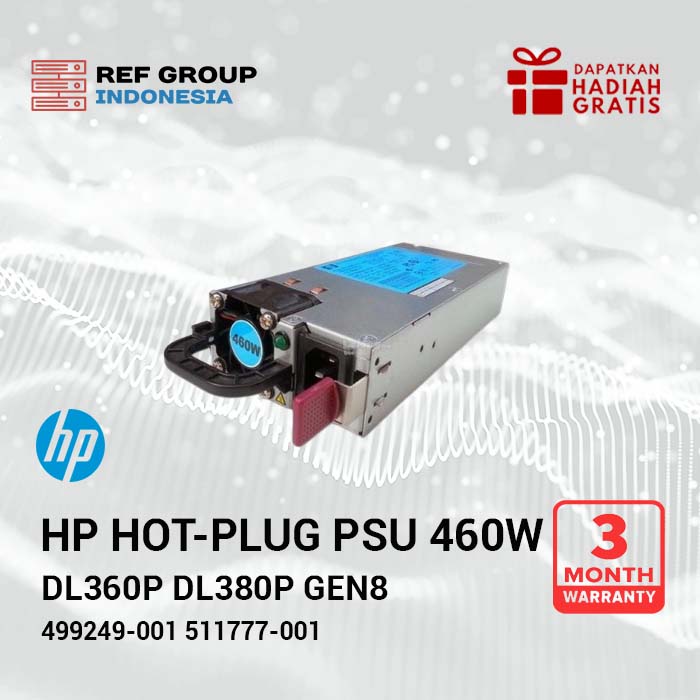 REF GROUP
INDONESIA
DAPATKAN
HADIAH
GRATIS
460W
hp
HP HOT-PLUG PSU 460W
DL360P DL380P GEN8
499249-001 511777-001
3
MONTH
WARRANTY